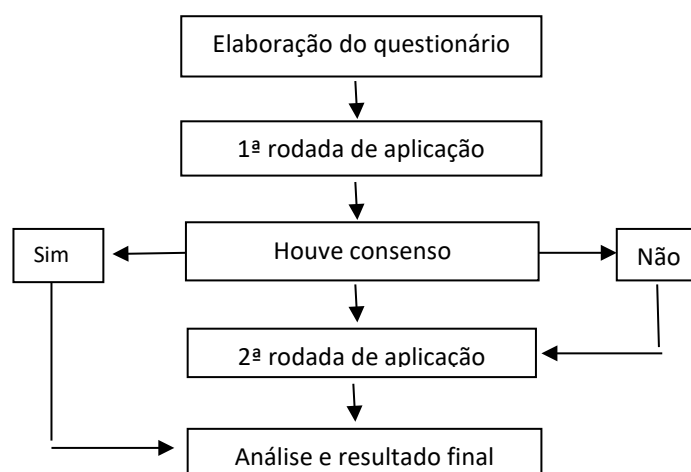 Elaboração do questionário
1ª rodada de aplicação
Sim
Houve consenso
Não
2ª rodada de aplicação
Análise e resultado final